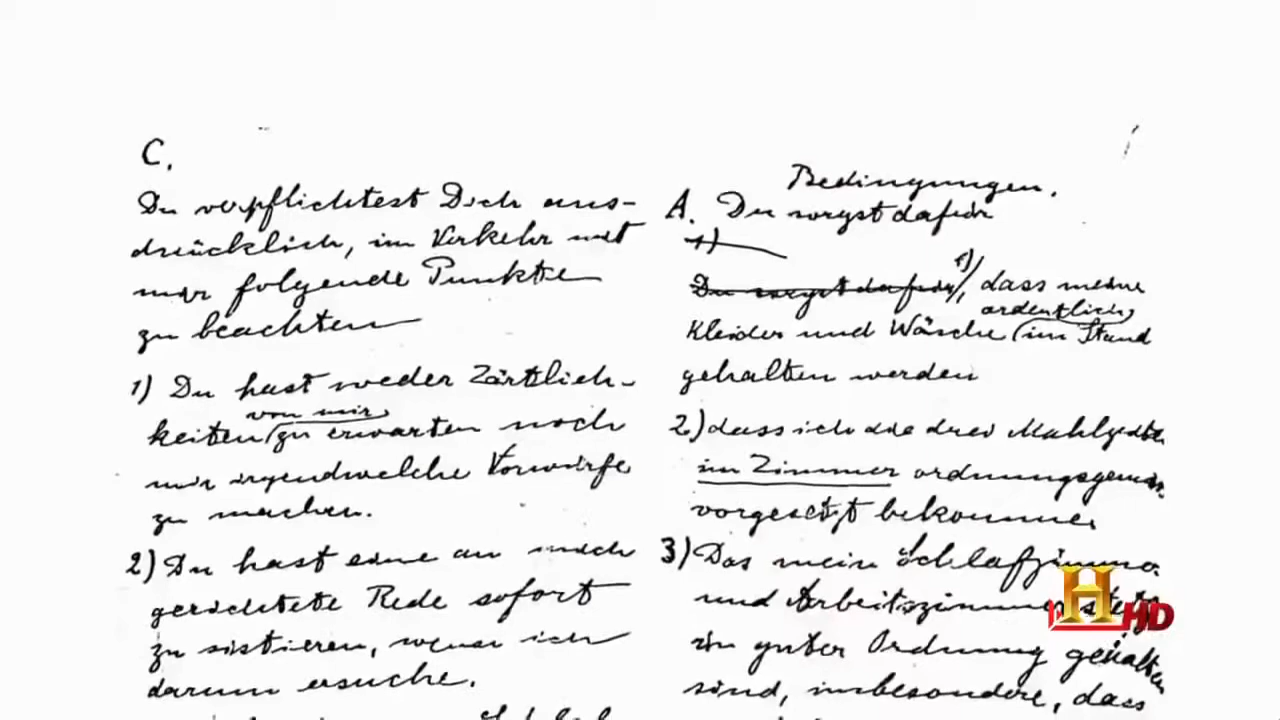 C.
Du verpflichtest Dich aus-
drücklich, im Verkehr mit
mir folgende Punkte
zu beachten
1) Du hast weder Zärtlich-
von mir
keiten zu erwarten noch
mir irgendwelche Vorwürfe
zu machen.
2) Du hast eine an mich
gerichtete Rede sofort
zu sistieren, wenn ich
darum ersuche.
Bedingungen.
A. Du sorgst dafür
1)
Du sorgst dafür, 1) dass meine
ordentlich
Kleider und Wäsche im Stand
gehalten werden
2) dass ich die drei Mahlzeiten
im Zimmer ordnungsgemäss
vorgesetzt bekomme
3) Das mein Schlafzimmer
und Arbeitszimmer stets
in guter Ordnung gehalten
sind, insbesondere, dass
H HD